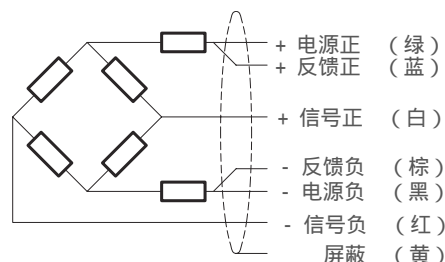 + 电源正 （绿）
+ 反馈正 （蓝）
+ 信号正 （白）
- 反馈负 （棕）
- 电源负 （黑）
- 信号负 （红）
屏蔽 （黄）